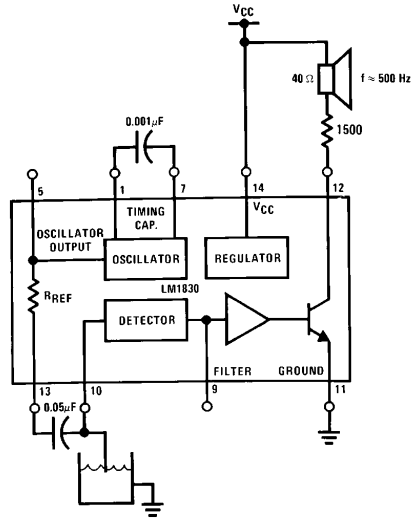 VCC
40 Ω
f ≈ 500 Hz
1500
0.001μF
5
1
7
14
12
OSCILLATOR
OUTPUT
TIMING
CAP.
VCC
OSCILLATOR
REGULATOR
RREF
LM1830
DETECTOR
FILTER
GROUND
13
10
9
11
0.05μF